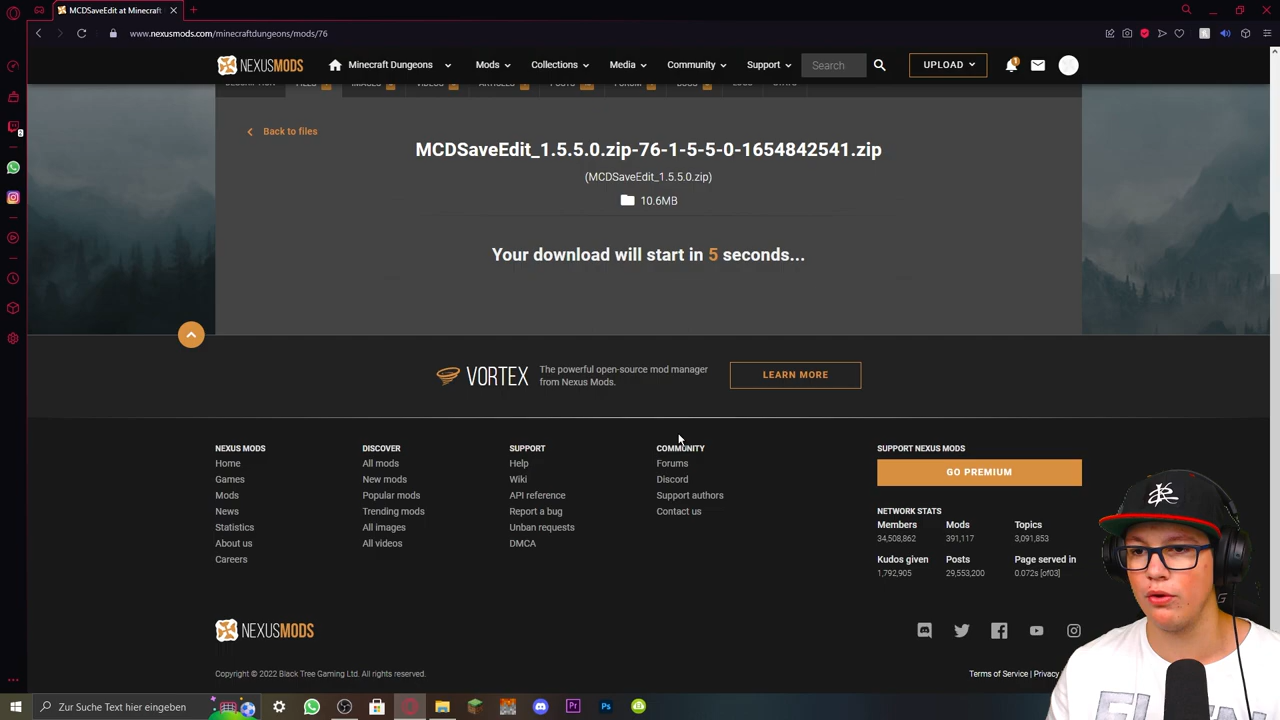 MCDSaveEdit at Minecraft
www.nexusmods.com/minecraftdungeons/mods/76
NEXUSMODS
Minecraft Dungeons
Mods
Collections
Media
Community
Support
Search
UPLOAD
1
2
Back to files
MCDSaveEdit_1.5.5.0.zip-76-1-5-5-0-1654842541.zip
(MCDSaveEdit_1.5.5.0.zip)
10.6MB
Your download will start in 5 seconds...
VORTEX
The powerful open-source mod manager
from Nexus Mods.
LEARN MORE
NEXUS MODS
Home
Games
Mods
News
Statistics
About us
Careers
DISCOVER
All mods
New mods
Popular mods
Trending mods
All images
All videos
SUPPORT
Help
Wiki
API reference
Report a bug
Unban requests
DMCA
COMMUNITY
Forums
Discord
Support authors
Contact us
SUPPORT NEXUS MODS
GO PREMIUM
NETWORK STATS
Members
34,508,862
Mods
391,117
Topics
3,091,853
Kudos given
1,792,905
Posts
29,553,200
Page served in
0.072s [of03]
NEXUSMODS
Copyright © 2022 Black Tree Gaming Ltd. All rights reserved.
Terms of Service | Privacy
Zur Suche Text hier eingeben
Pr
Ps